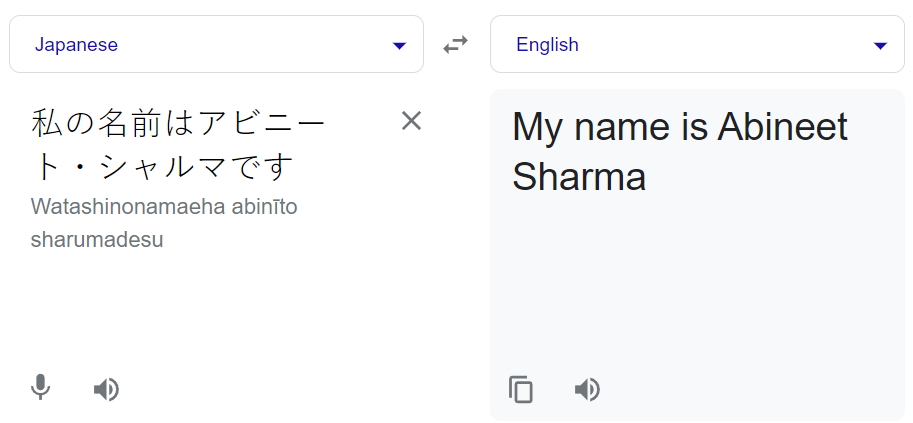 Japanese
English
私の名前はアビニー
ト・シャルマです
Watashinonamaeha abinīto
sharumadesu
My name is Abineet
Sharma